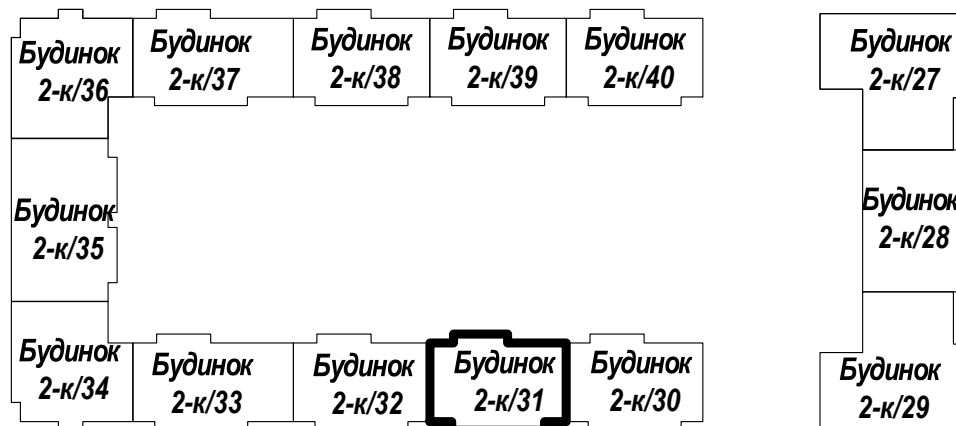 Будинок
2-к/36
Будинок
2-к/37
Будинок
2-к/38
Будинок
2-к/39
Будинок
2-к/40
Будинок
2-к/27
Будинок
2-к/35
Будинок
2-к/28
Будинок
2-к/34
Будинок
2-к/33
Будинок
2-к/32
Будинок
2-к/31
Будинок
2-к/30
Будинок
2-к/29